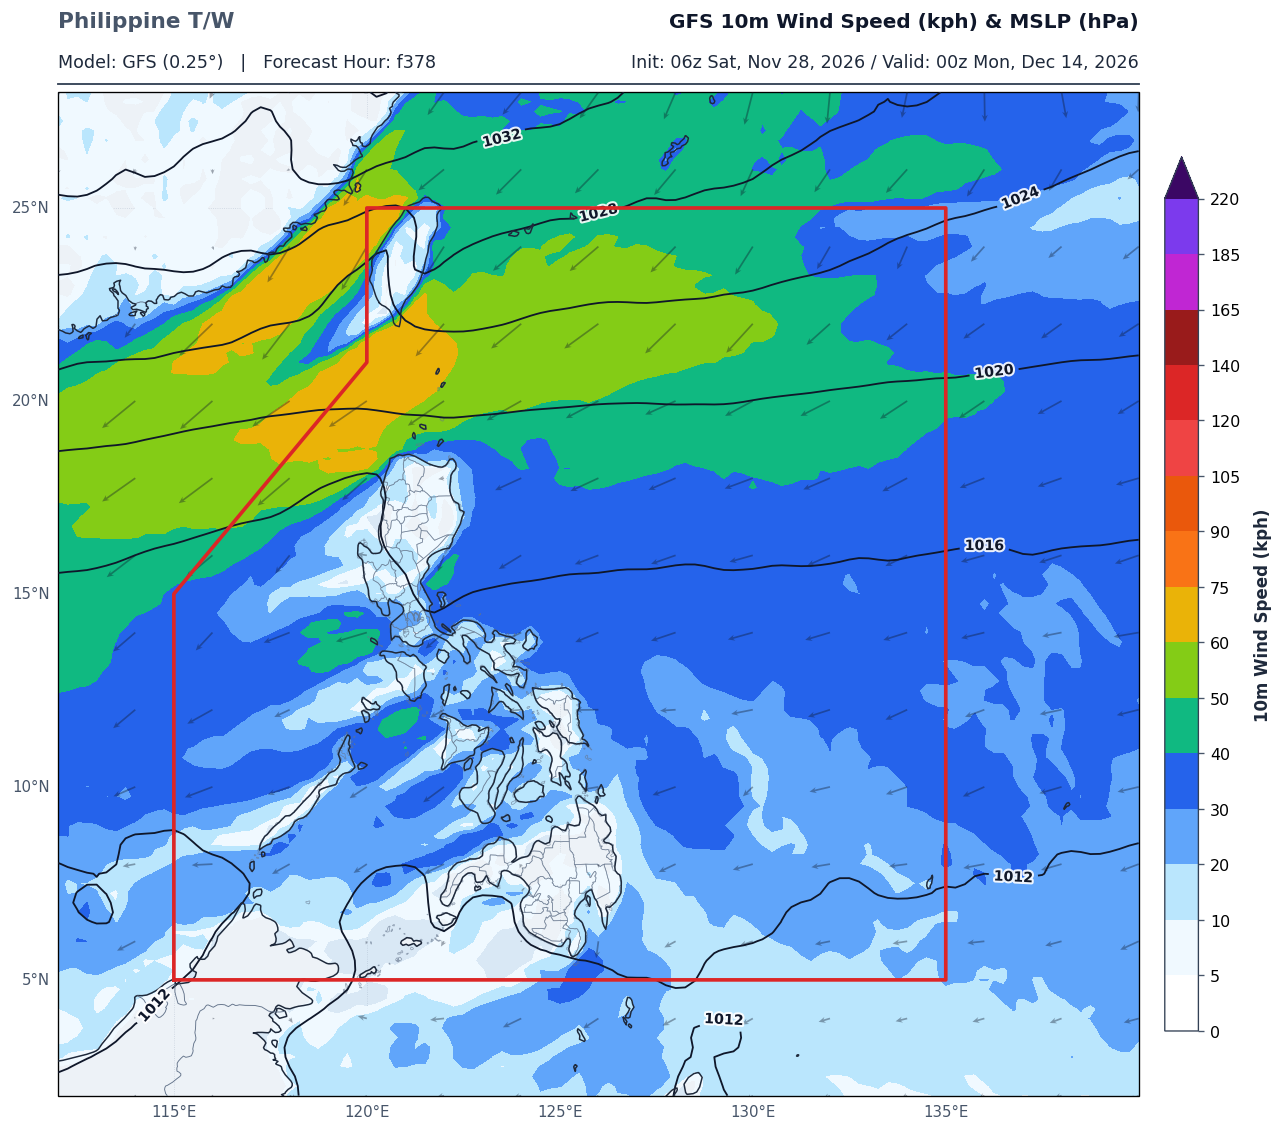 Philippine T/W
GFS 10m Wind Speed (kph) & MSLP (hPa)
Model: GFS (0.25°) | Forecast Hour: f378
Init: 06z Sat, Nov 28, 2026 / Valid: 00z Mon, Dec 14, 2026
1032
1028
1024
1020
1016
1012
1012
1012
25°N
20°N
15°N
10°N
5°N
115°E
120°E
125°E
130°E
135°E
220
185
165
140
120
105
90
75
60
50
40
30
20
10
5
0
10m Wind Speed (kph)